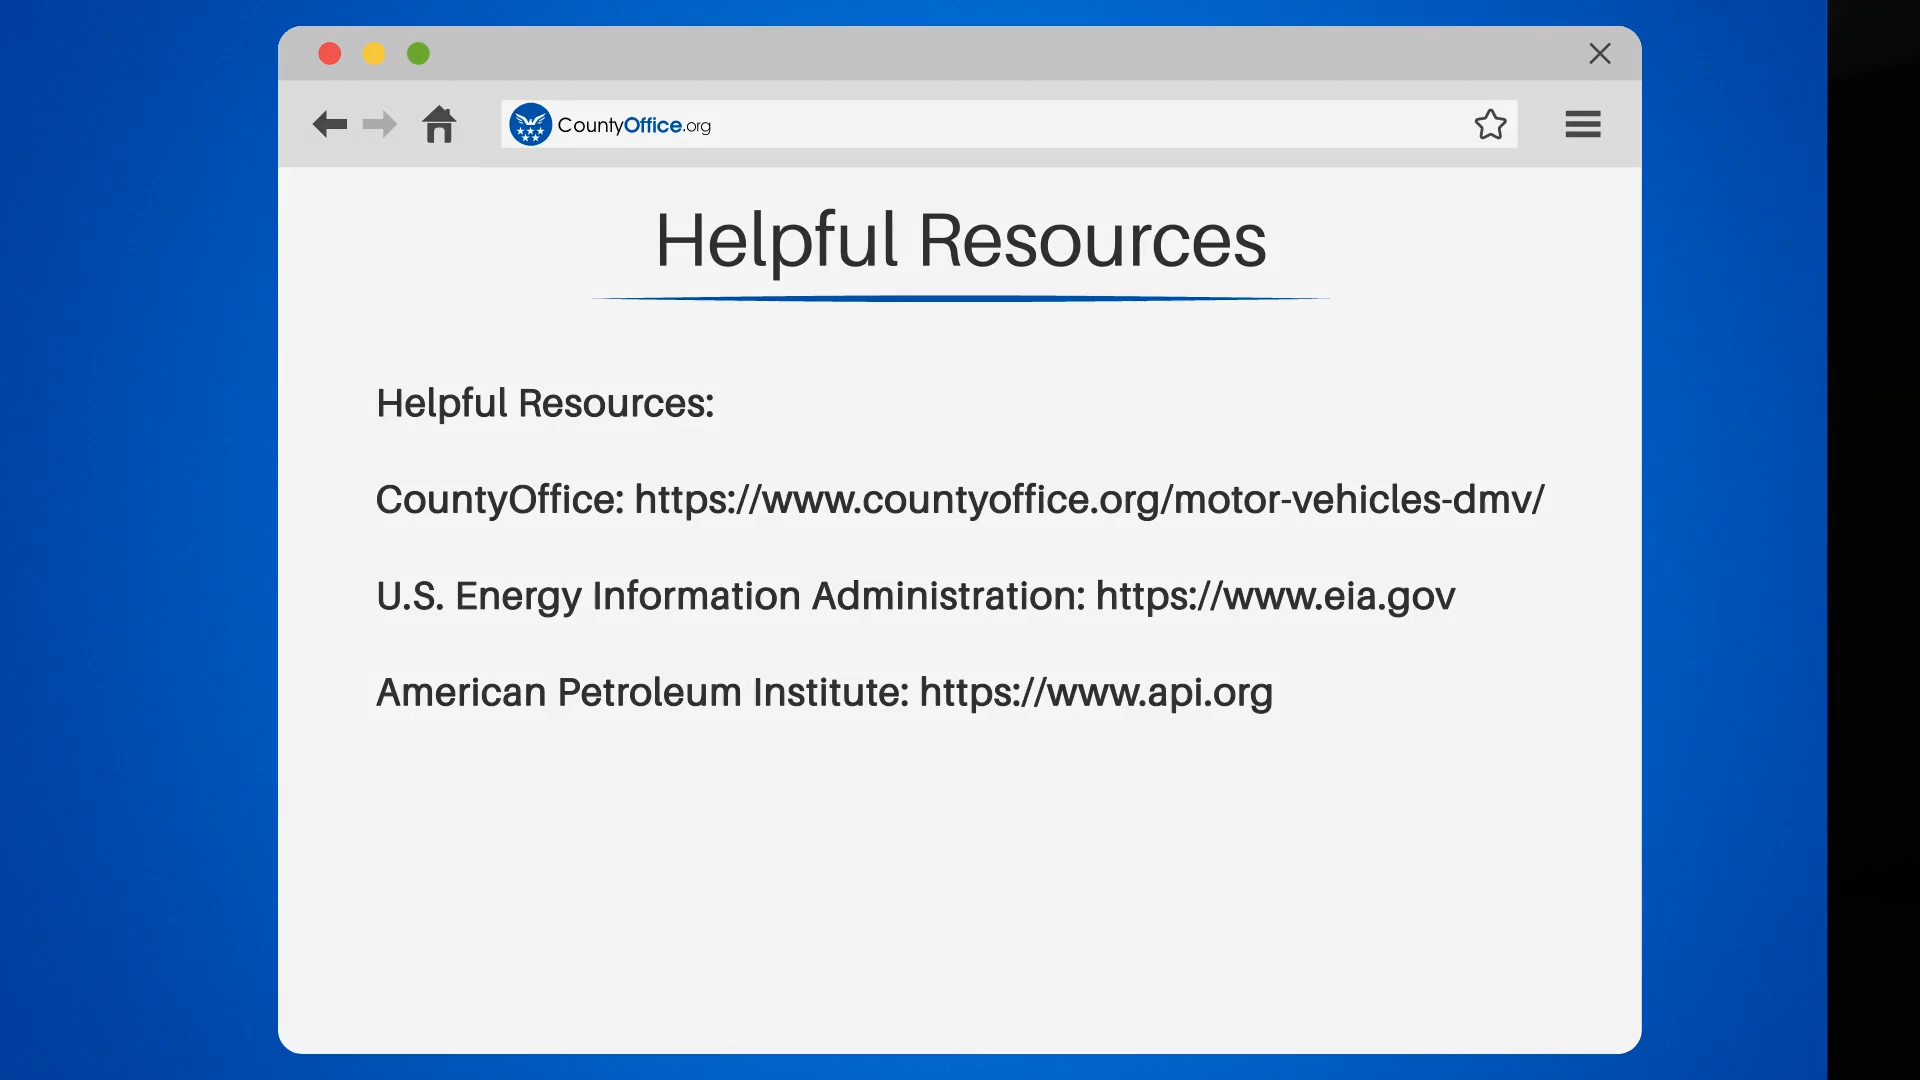 CountyOffice.org
Helpful Resources
Helpful Resources:
CountyOffice: https://www.countyoffice.org/motor-vehicles-dmv/
U.S. Energy Information Administration: https://www.eia.gov
American Petroleum Institute: https://www.api.org